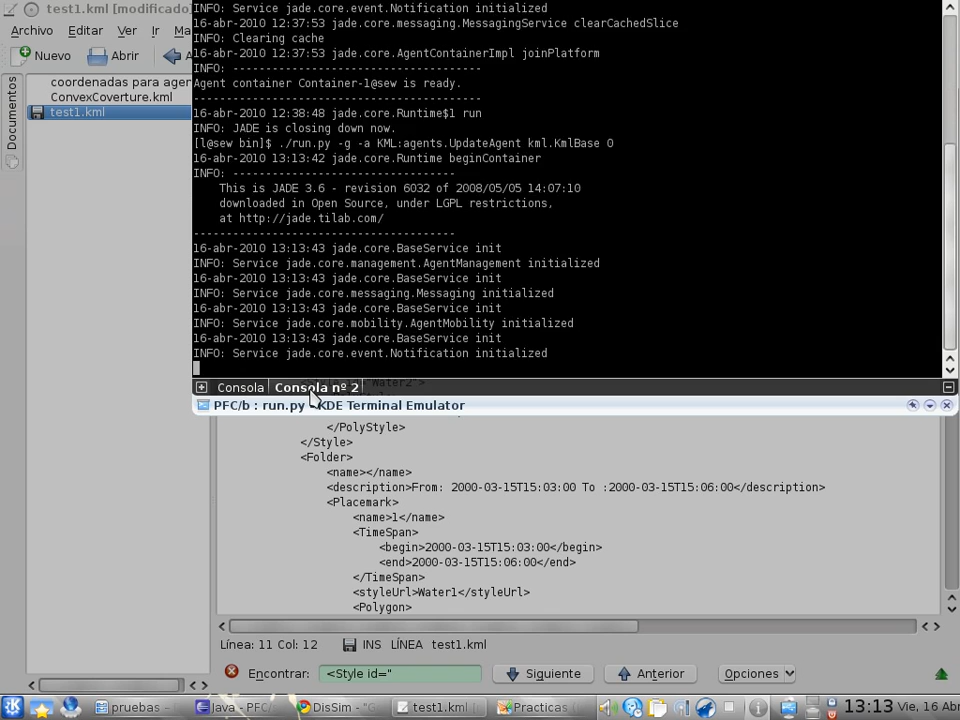 test1.kml [modificado]
Archivo Editar Ver Ir
Nuevo Abrir
Documentos
coordenadas para agen
ConvexCoverture.kml
test1.kml
INFO: Service jade.core.event.Notification initialized
16-abr-2010 12:37:53 jade.core.messaging.MessagingService clearCachedSlice
INFO: Clearing cache
16-abr-2010 12:37:53 jade.core.AgentContainerImpl joinPlatform
INFO: --------------------------------------
Agent container Container-1@sew is ready.
--------------------------------------------
16-abr-2010 12:38:48 jade.core.Runtime$1 run
INFO: JADE is closing down now.
[l@sew bin]$ ./run.py -g -a KML:agents.UpdateAgent kml.KmlBase 0
16-abr-2010 13:13:42 jade.core.Runtime beginContainer
INFO: ----------------------------------
This is JADE 3.6 - revision 6032 of 2008/05/05 14:07:10
downloaded in Open Source, under LGPL restrictions,
at http://jade.tilab.com/
----------------------------------------
16-abr-2010 13:13:43 jade.core.BaseService init
INFO: Service jade.core.management.AgentManagement initialized
16-abr-2010 13:13:43 jade.core.BaseService init
INFO: Service jade.core.messaging.Messaging initialized
16-abr-2010 13:13:43 jade.core.BaseService init
INFO: Service jade.core.mobility.AgentMobility initialized
16-abr-2010 13:13:43 jade.core.BaseService init
INFO: Service jade.core.event.Notification initialized
Consola Consola nº 2
PFC/b : run.py - KDE Terminal Emulator
</PolyStyle>
</Style>
<Folder>
<name></name>
<description>From: 2000-03-15T15:03:00 To :2000-03-15T15:06:00</description>
<Placemark>
<name>1</name>
<TimeSpan>
<begin>2000-03-15T15:03:00</begin>
<end>2000-03-15T15:06:00</end>
</TimeSpan>
<styleUrl>Water1</styleUrl>
<Polygon>
Línea: 11 Col: 12 INS LÍNEA test1.kml
Encontrar: <Style id=" Siguiente Anterior Opciones
pruebas - Java - PFC/ DisSim - "G test1.kml Practicas 13:13 Vie, 16 Abr